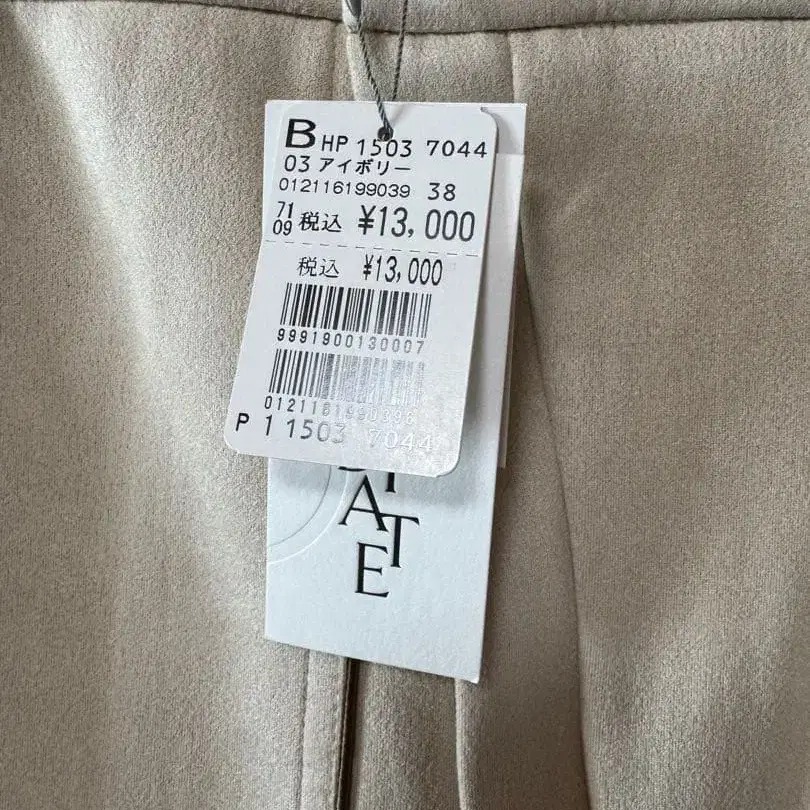 B HP 1503 7044
03 アイボリー
012116199039 38
71
09 税込 ¥13,000
税込 ¥13,000
9991900130007
P 1 1503 7044
ATE